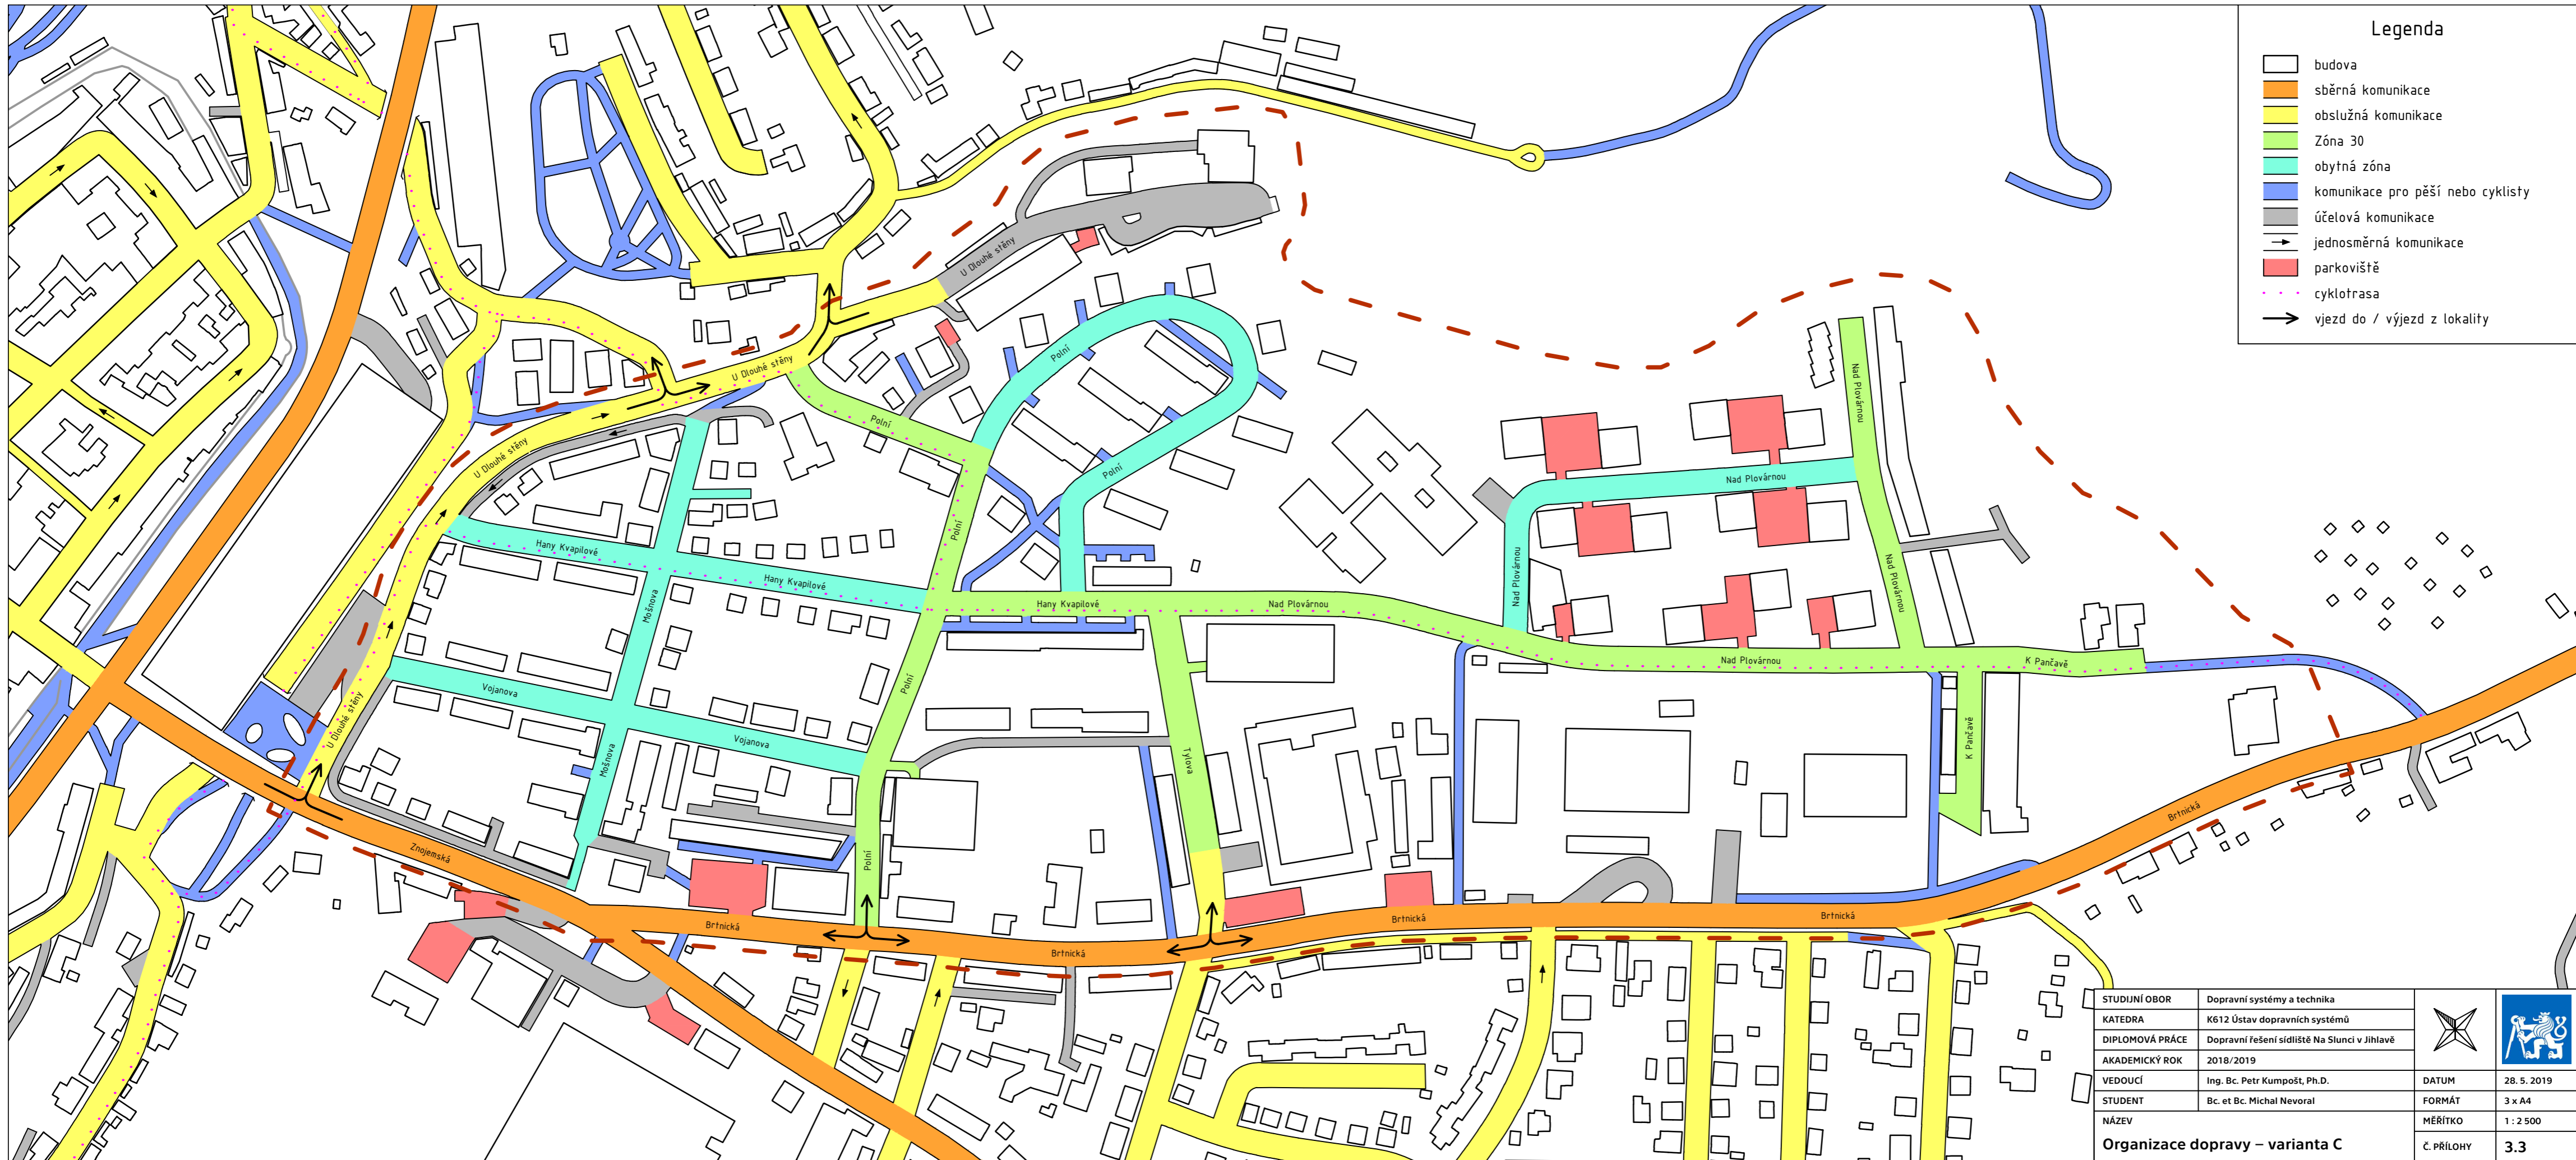 Legenda
budova
sběrná komunikace
obslužná komunikace
Zóna 30
obytná zóna
komunikace pro pěší nebo cyklisty
účelová komunikace
jednosměrná komunikace
parkoviště
cyklotrasa
vjezd do / výjezd z lokality
U Dlouhé stěny
U Dlouhé stěny
U Dlouhé stěny
U Dlouhé stěny
Polní
Polní
Polní
Polní
Polní
Polní
Hany Kvapilové
Hany Kvapilové
Hany Kvapilové
Mošnova
Mošnova
Vojanova
Vojanova
Nad Plovárnou
Nad Plovárnou
Nad Plovárnou
Nad Plovárnou
Nad Plovárnou
Nad Plovárnou
K Pančavě
K Pančavě
Tylova
Znojemská
Brtnická
Brtnická
Brtnická
Brtnická
Brtnická
STUDIJNÍ OBOR Dopravní systémy a technika
KATEDRA K612 Ústav dopravních systémů
DIPLOMOVÁ PRÁCE Dopravní řešení sídliště Na Slunci v Jihlavě
AKADEMICKÝ ROK 2018/2019
VEDOUCÍ Ing. Bc. Petr Kumpošt, Ph.D. DATUM 28. 5. 2019
STUDENT Bc. et Bc. Michal Nevoral FORMÁT 3 x A4
NÁZEV MĚŘÍTKO 1 : 2 500
Organizace dopravy – varianta C Č. PŘÍLOHY 3.3